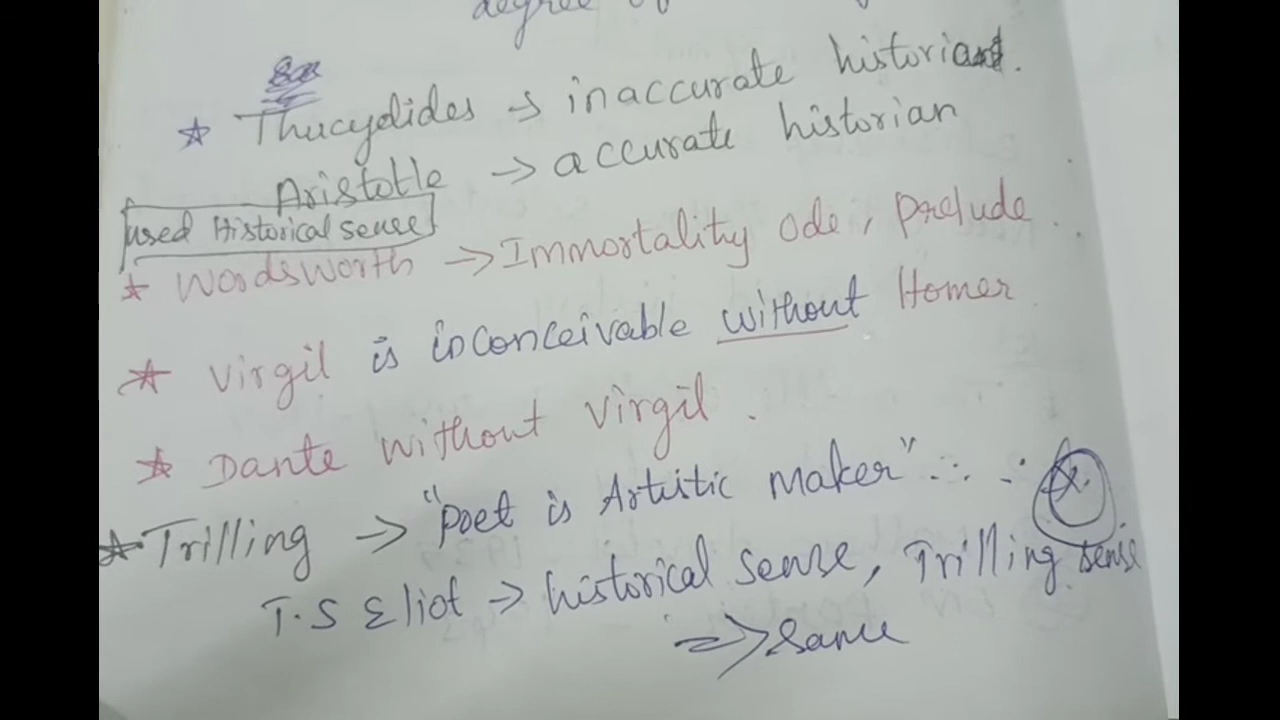 degree of
* Thucydides → inaccurate historian.
Aristotle → accurate historian
used Historical sense
* Wordsworth → Immortality ode, prelude.
* Virgil is inconceivable without Homer
* Dante without Virgil.
* Trilling → "Poet is Artistic maker"
T.S Eliot → historical sense, Trilling sense
⇒ same